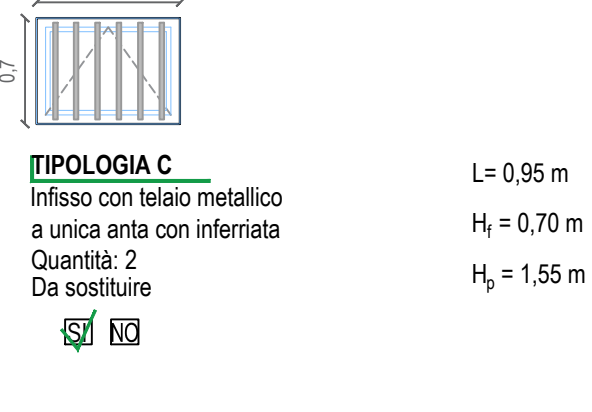 0,7
TIPOLOGIA C
Infisso con telaio metallico
a unica anta con inferriata
Quantità: 2
Da sostituire
SI NO
L= 0,95 m
Hf = 0,70 m
Hp = 1,55 m